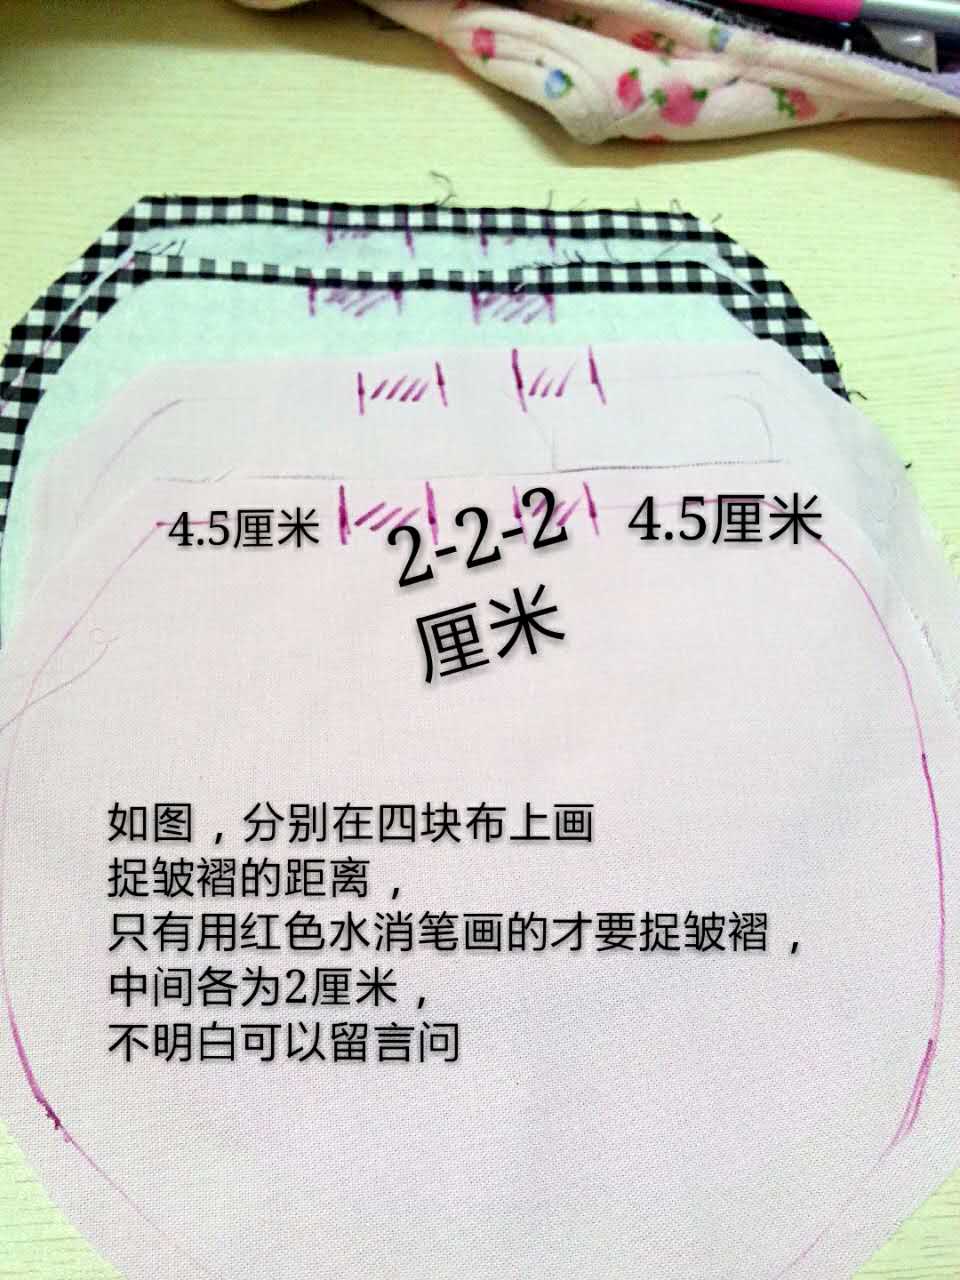 4.5厘米
2-2-2
厘米
4.5厘米
如图，分别在四块布上画
捉皱褶的距离，
只有用红色水消笔画的才要捉皱褶，
中间各为2厘米，
不明白可以留言问